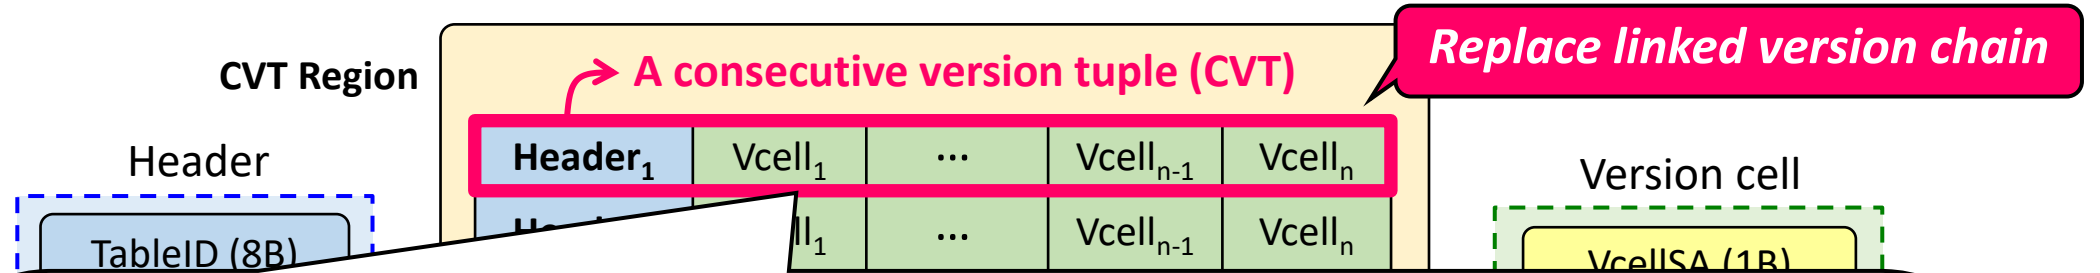 Replace linked version chain
CVT Region
A consecutive version tuple (CVT)
Header
Header₁ Vcell₁ ... Vcellₙ₋₁ Vcellₙ
Version cell
... Vcellₙ₋₁ Vcellₙ
TableID (8B)
VcellSA (1B)